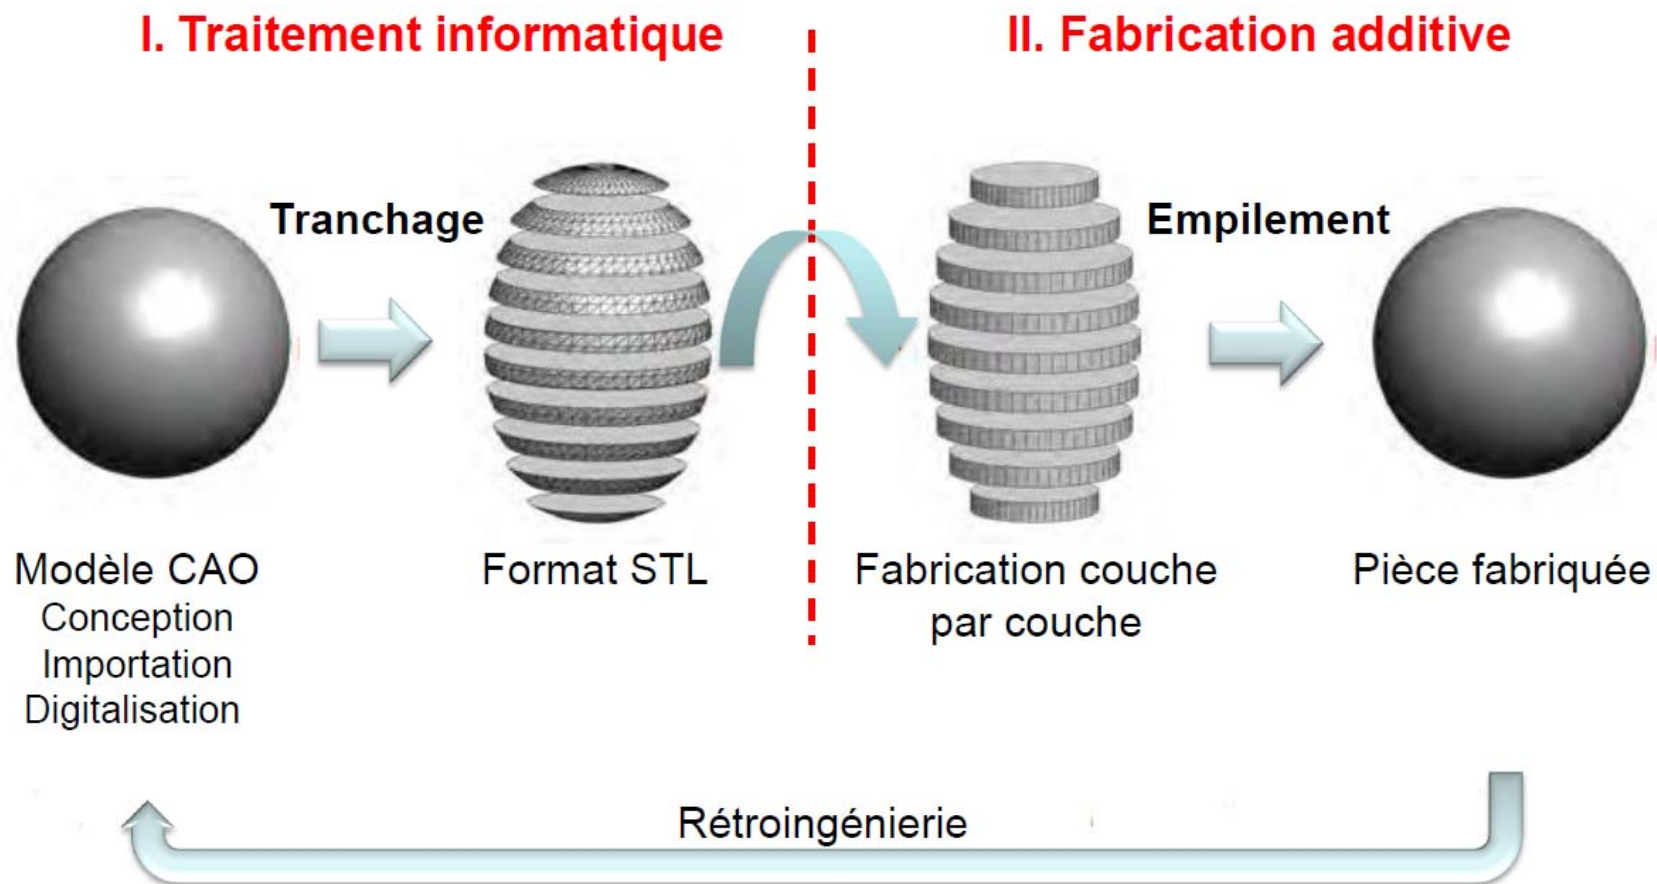 I. Traitement informatique
II. Fabrication additive
Tranchage
Empilement
Modèle CAO
Conception
Importation
Digitalisation
Format STL
Fabrication couche
par couche
Pièce fabriquée
Rétroingénierie